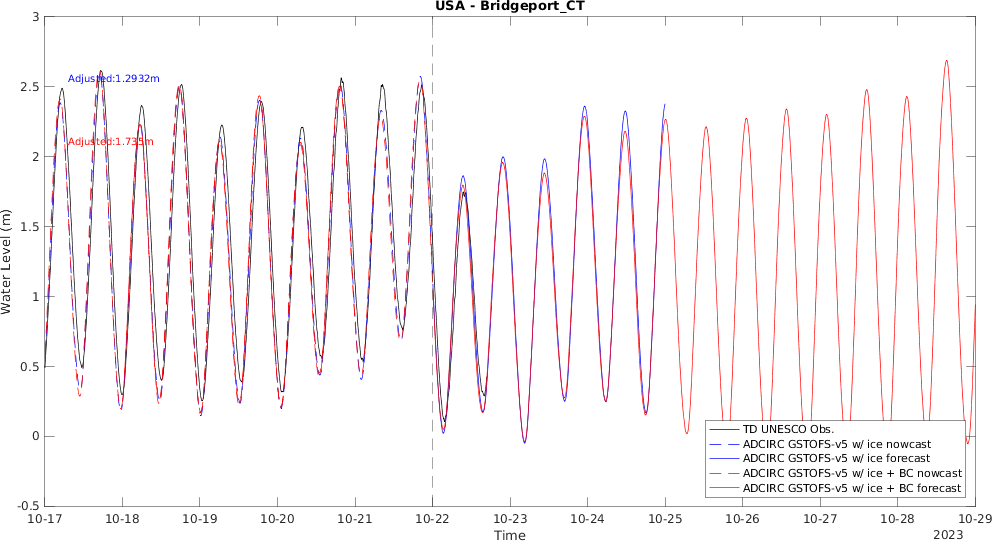 USA - Bridgeport_CT
3
2.5
2
1.5
1
0.5
0
-0.5
Water Level (m)
Adjusted:1.2932m
Adjusted:1.735m
TD UNESCO Obs.
ADCIRC GSTOFS-v5 w/ ice nowcast
ADCIRC GSTOFS-v5 w/ ice forecast
ADCIRC GSTOFS-v5 w/ ice + BC nowcast
ADCIRC GSTOFS-v5 w/ ice + BC forecast
10-17 10-18 10-19 10-20 10-21 10-22 10-23 10-24 10-25 10-26 10-27 10-28 10-29
Time
2023